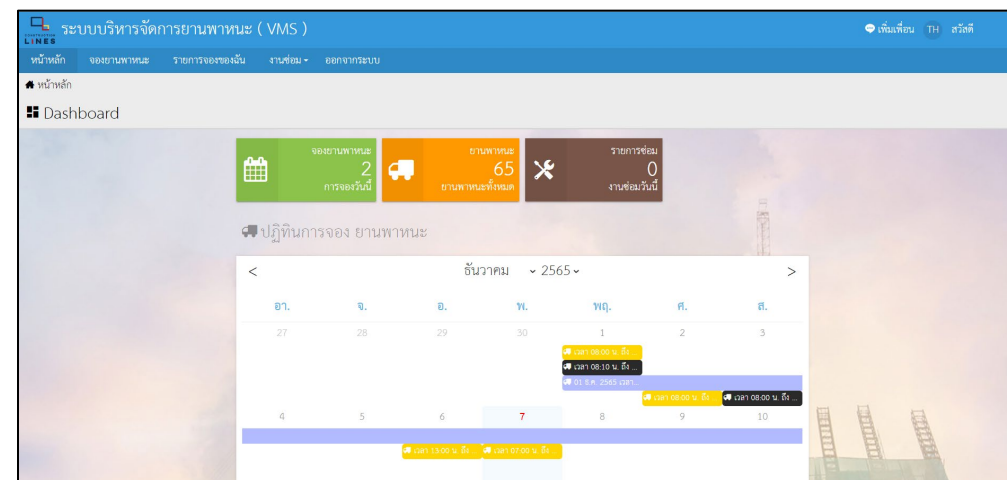 LINES
ระบบบริหารจัดการยานพาหนะ ( VMS )
เพิ่มเพื่อน TH สวัสดี
หน้าหลัก จองยานพาหนะ รายการจองของฉัน งานซ่อม ออกจากระบบ
หน้าหลัก
Dashboard
จองยานพาหนะ
2
การจองวันนี้
ยานพาหนะ
65
ยานพาหนะทั้งหมด
รายการซ่อม
0
งานซ่อมวันนี้
ปฏิทินการจอง ยานพาหนะ
< ธันวาคม 2565 >
อา. จ. อ. พ. พฤ. ศ. ส.
27 28 29 30 1 2 3
เวลา 08:00 น. ถึง ...
เวลา 08:10 น. ถึง ...
01 ธ.ค. 2565 เวลา...
เวลา 08:00 น. ถึง ... เวลา 08:00 น. ถึง ...
4 5 6 7 8 9 10
เวลา 13:00 น. ถึง ... เวลา 07:00 น. ถึง ...